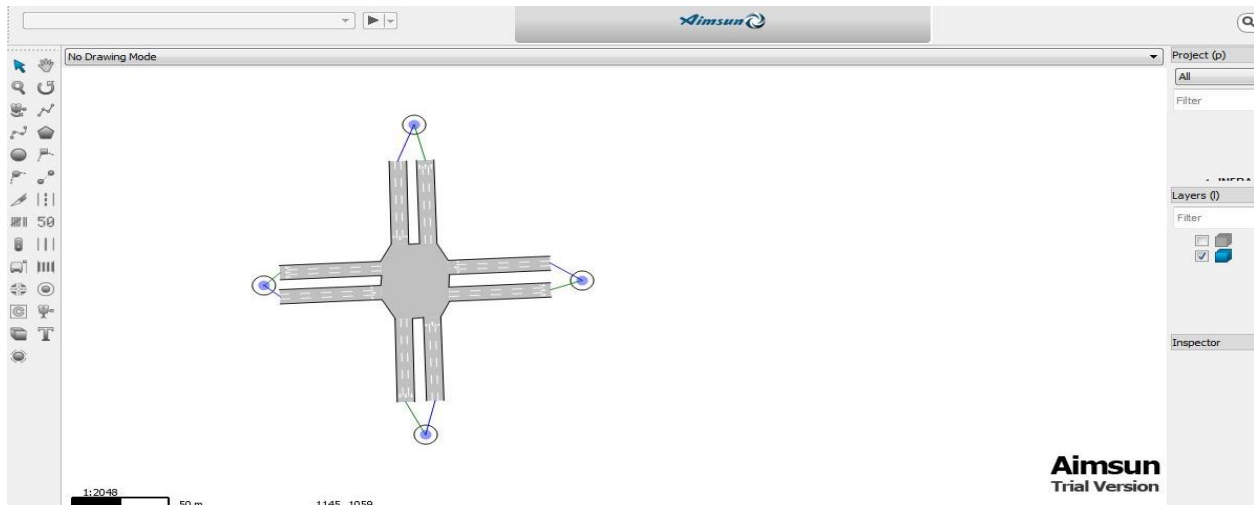 Aimsun
No Drawing Mode
Project (p)
All
Filter
Layers (l)
Filter
50
Inspector
Aimsun
Trial Version
1:2048
50 m
1145, 1059